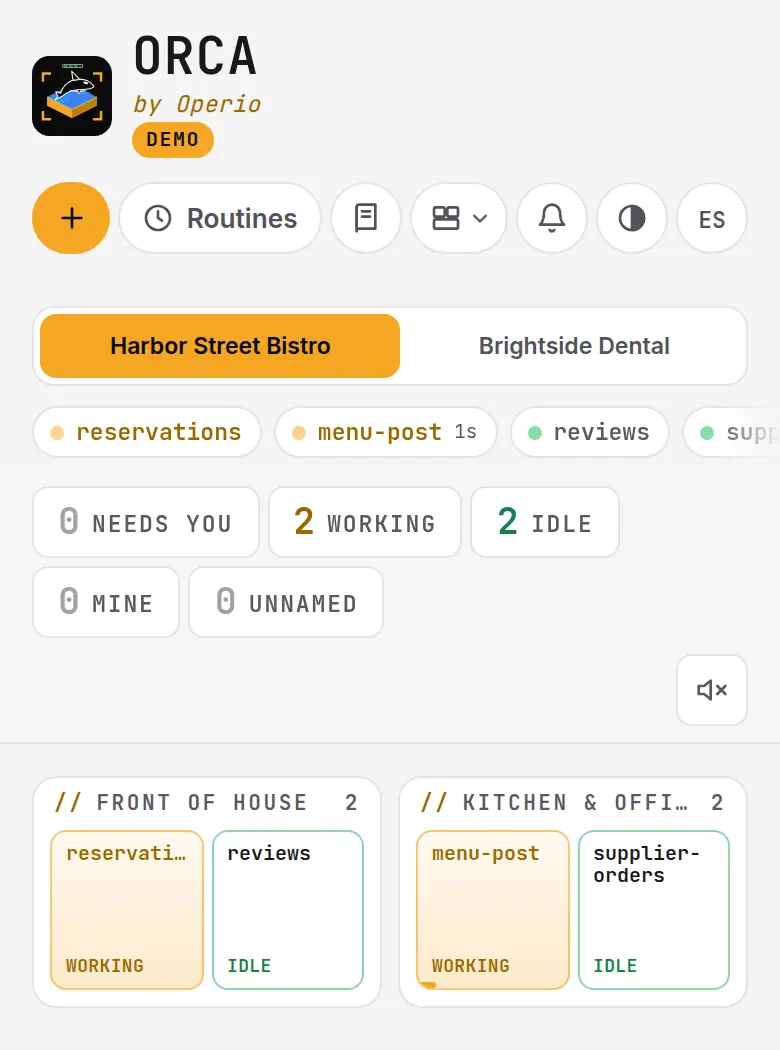 ORCA
by Operio
DEMO
+ Routines ES
Harbor Street Bistro Brightside Dental
reservations menu-post 1s reviews supp
0 NEEDS YOU 2 WORKING 2 IDLE
0 MINE 0 UNNAMED
// FRONT OF HOUSE 2
reservati… reviews
WORKING IDLE
// KITCHEN & OFFI… 2
menu-post supplier-
orders
WORKING IDLE